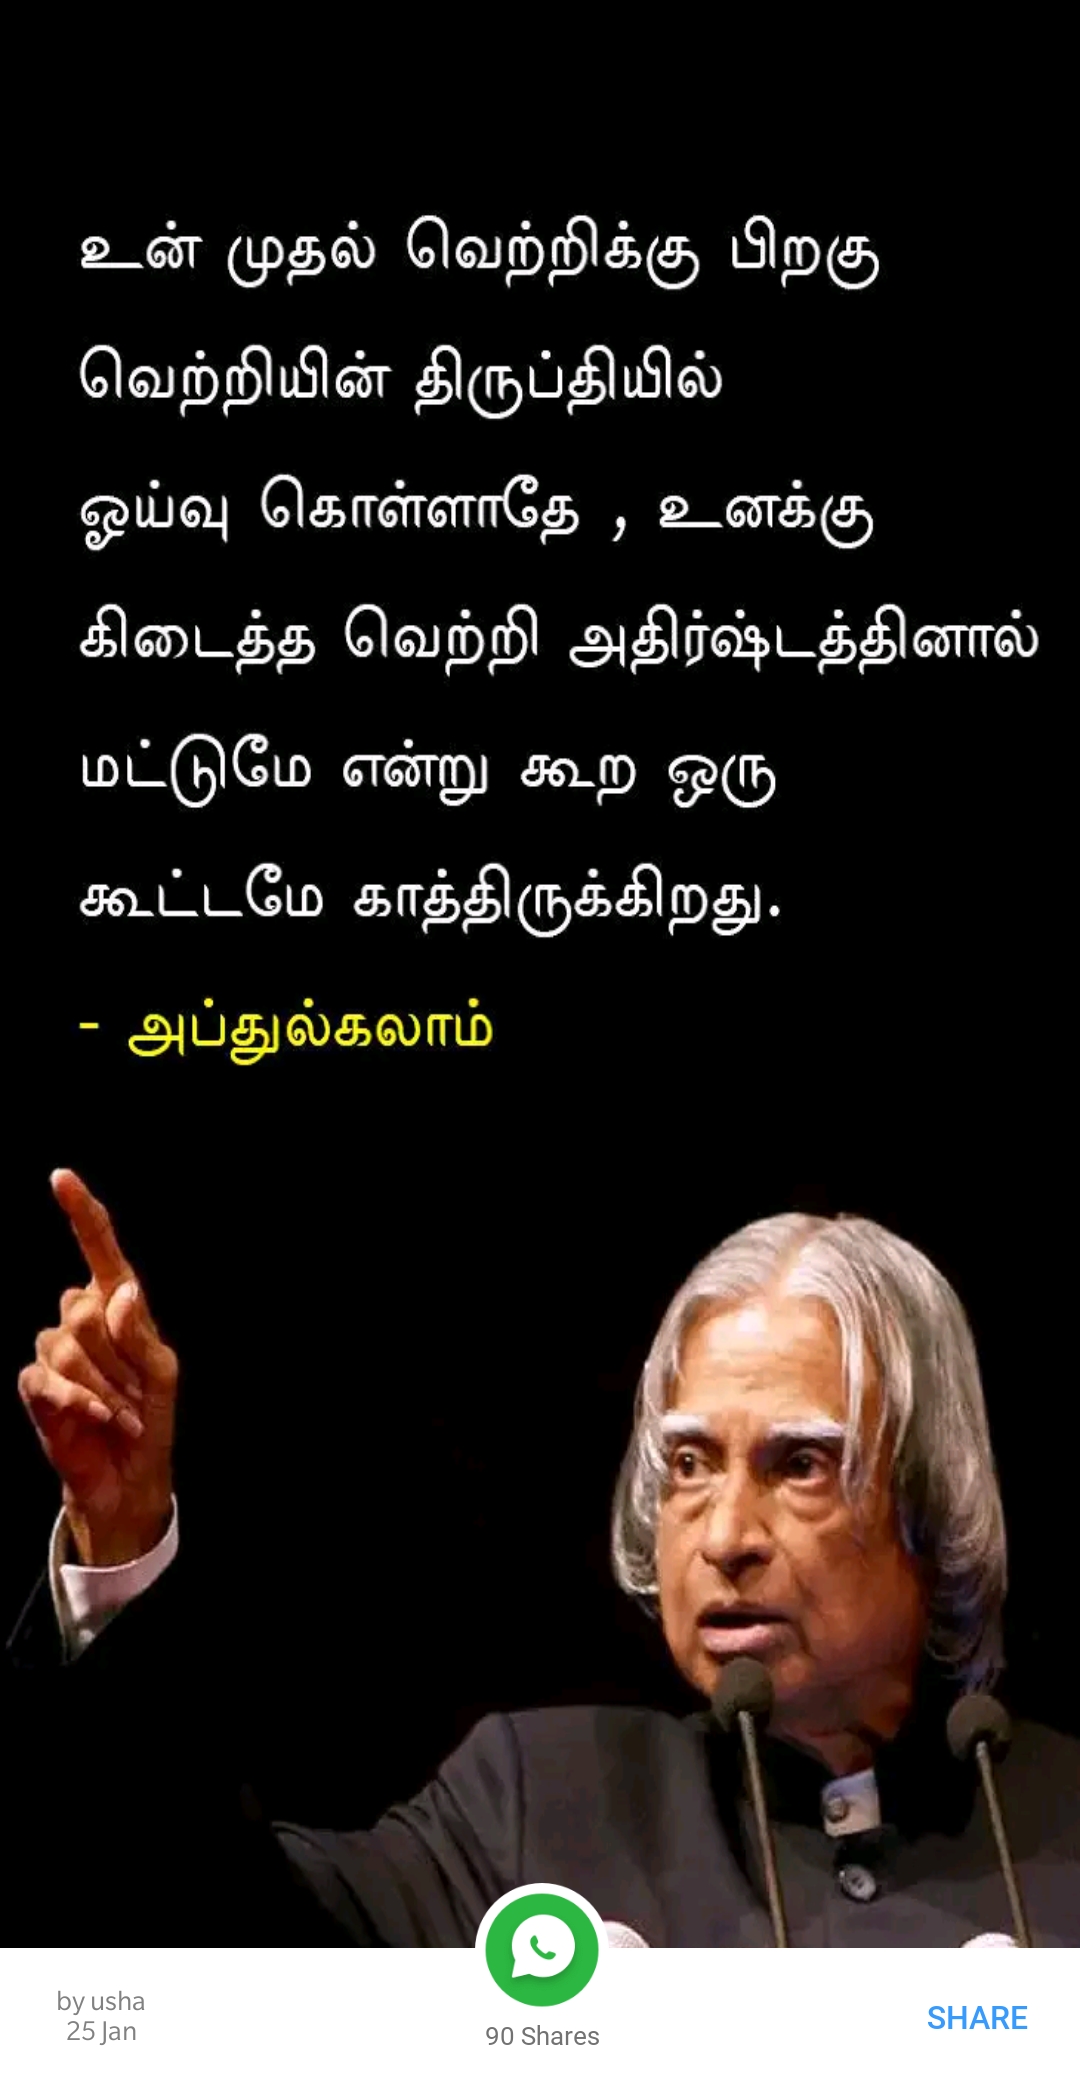 உன் முதல் வெற்றிக்கு பிறகு
வெற்றியின் திருப்தியில்
ஓய்வு கொள்ளாதே , உனக்கு
கிடைத்த வெற்றி அதிர்ஷ்டத்தினால்
மட்டுமே என்று கூற ஒரு
கூட்டமே காத்திருக்கிறது.
- அப்துல்கலாம்
by usha
25 Jan
90 Shares
SHARE